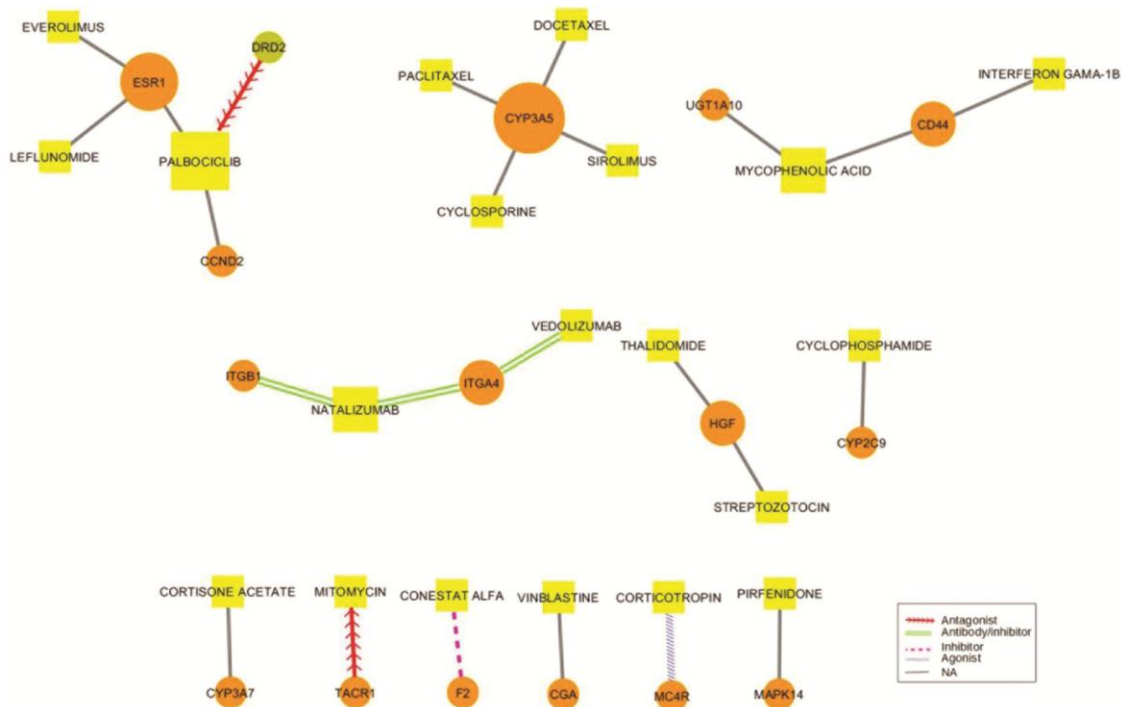 EVEROLIMUS
DRD2
ESR1
LEFLUNOMIDE
PALBOCICLIB
CCND2
DOCETAXEL
PACLITAXEL
CYP3A5
SIROLIMUS
CYCLOSPORINE
INTERFERON GAMA-1B
UGT1A10
CD44
MYCOPHENOLIC ACID
VEDOLIZUMAB
ITGB1
ITGA4
NATALIZUMAB
THALIDOMIDE
HGF
STREPTOZOTOCIN
CYCLOPHOSPHAMIDE
CYP2C9
CORTISONE ACETATE
MITOMYCIN
CONESTAT ALFA
VINBLASTINE
CORTICOTROPIN
PIRFENIDONE
CYP3A7
TACR1
F2
CGA
MC4R
MAPK14
Antagonist
Antibody/inhibitor
Inhibitor
Agonist
NA